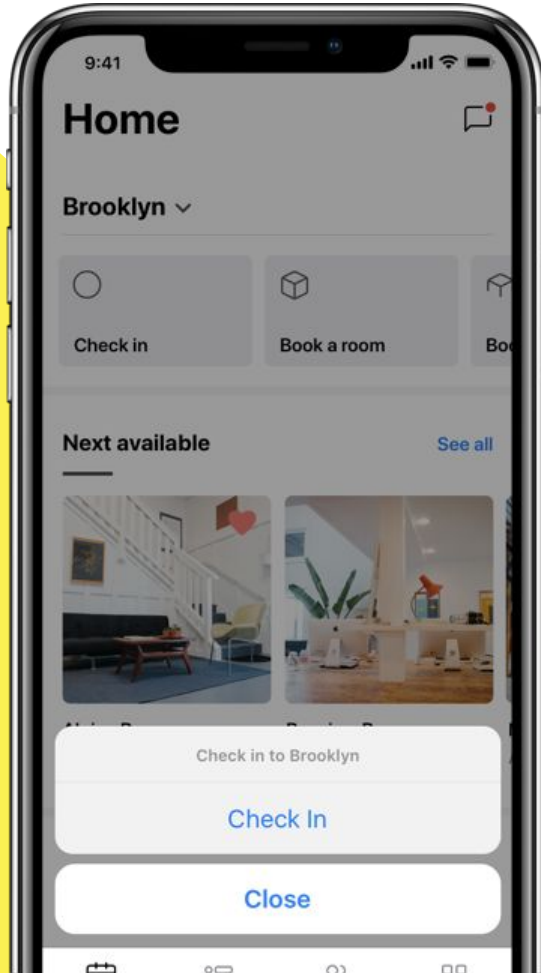 9:41
Home
Brooklyn
Check in
Book a room
Next available
See all
Check in to Brooklyn
Check In
Close